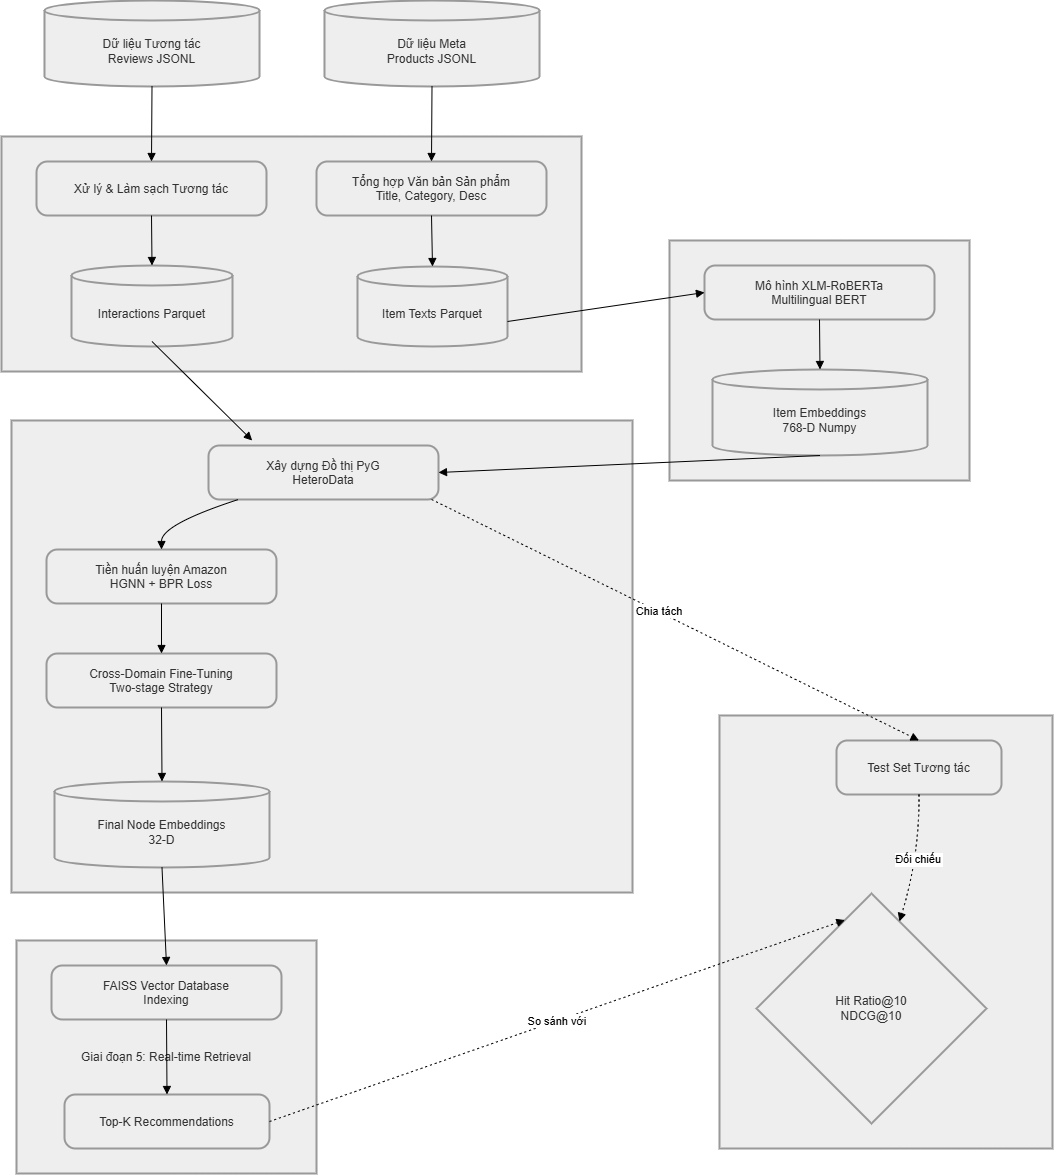 Dữ liệu Tương tác
Reviews JSONL
Dữ liệu Meta
Products JSONL
Xử lý & Làm sạch Tương tác
Tổng hợp Văn bản Sản phẩm
Title, Category, Desc
Interactions Parquet
Item Texts Parquet
Mô hình XLM-RoBERTa
Multilingual BERT
Item Embeddings
768-D Numpy
Xây dựng Đồ thị PyG
HeteroData
Tiền huấn luyện Amazon
HGNN + BPR Loss
Chia tách
Cross-Domain Fine-Tuning
Two-stage Strategy
Test Set Tương tác
Final Node Embeddings
32-D
Đối chiếu
FAISS Vector Database
Indexing
Hit Ratio@10
NDCG@10
So sánh với
Giai đoạn 5: Real-time Retrieval
Top-K Recommendations